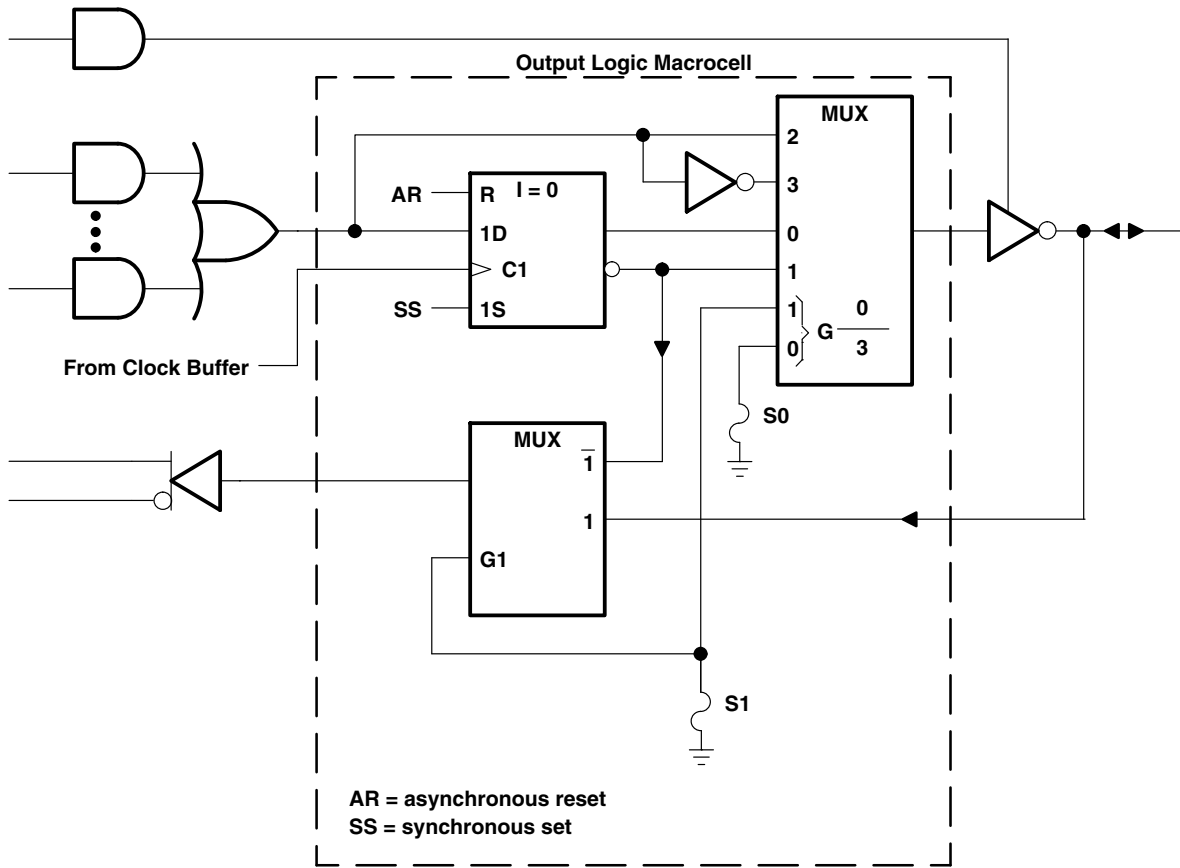 Output Logic Macrocell
MUX
2
3
AR
R
I = 0
1D
0
C1
1
SS
1S
1
0
G
0
3
From Clock Buffer
S0
MUX
1̅
1
G1
S1
AR = asynchronous reset
SS = synchronous set